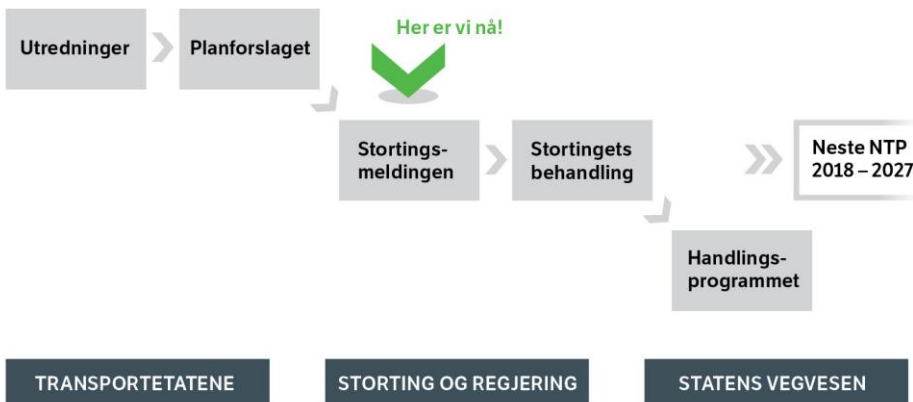 Her er vi nå!
Utredninger
Planforslaget
Stortings-
meldingen
Stortingets
behandling
Neste NTP
2018 – 2027
Handlings-
programmet
TRANSPORTETATENE
STORTING OG REGJERING
STATENS VEGVESEN